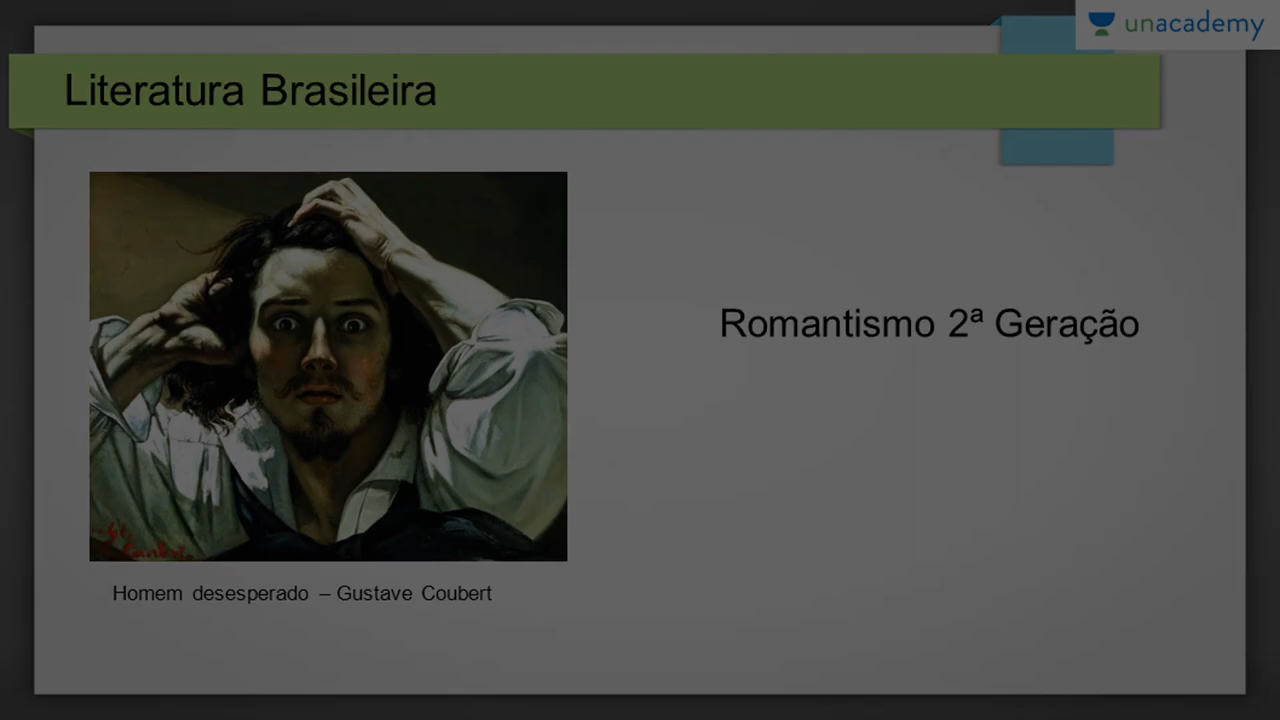 unacademy
Literatura Brasileira
Romantismo 2ª Geração
Homem desesperado – Gustave Coubert